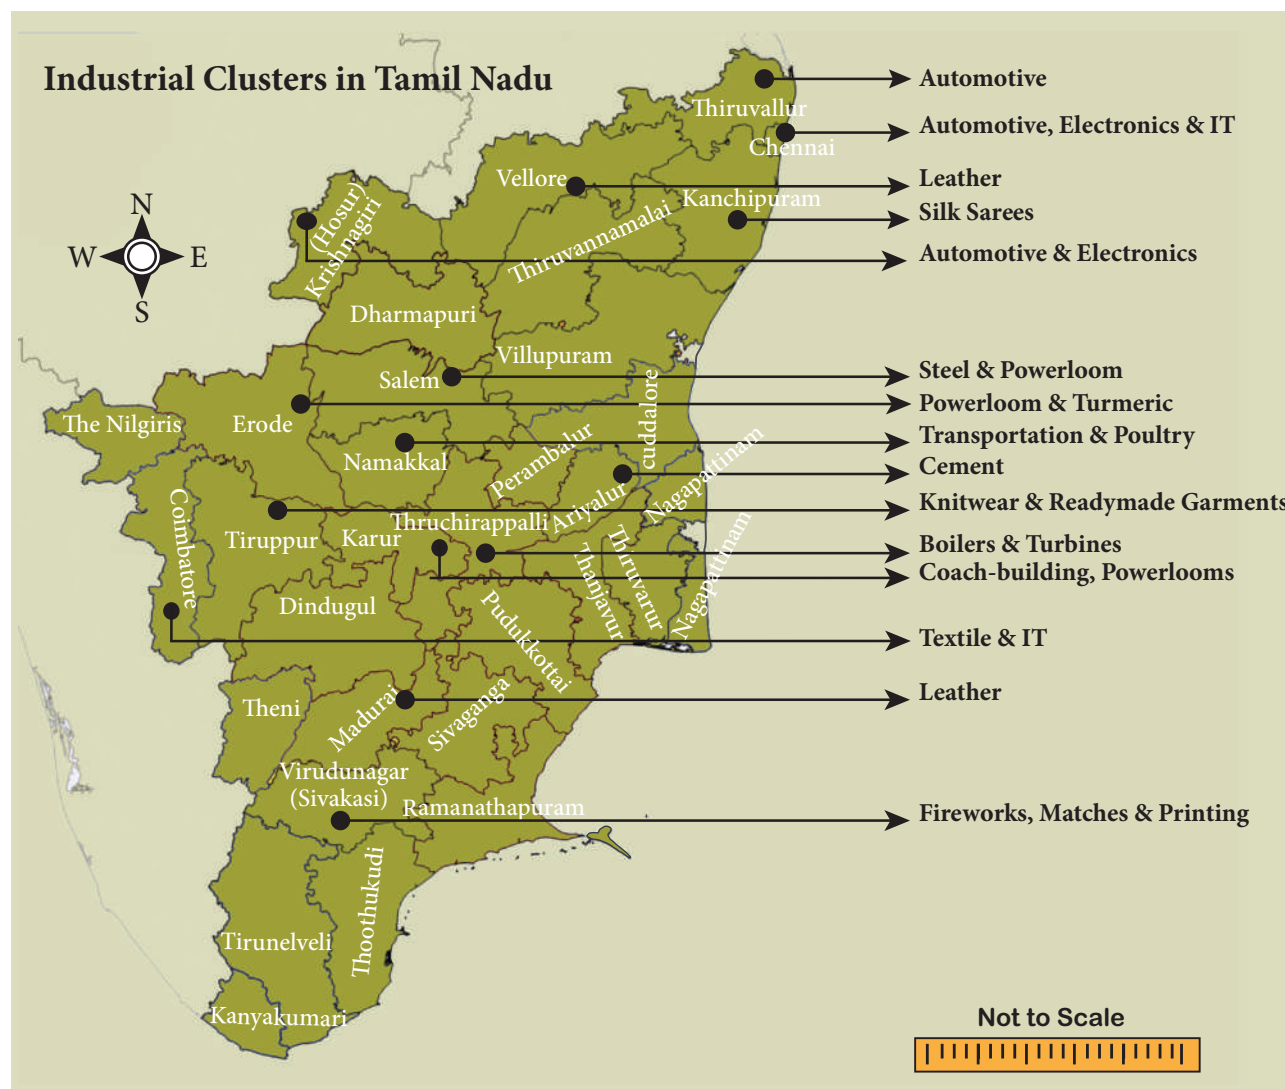 Industrial Clusters in Tamil Nadu
Automotive
Thiruvallur
Automotive, Electronics & IT
Chennai
Vellore
Leather
Kanchipuram
Silk Sarees
(Hosur)
Krishnagiri
Thiruvannamalai
Automotive & Electronics
N
W
E
S
Dharmapuri
Villupuram
Salem
Steel & Powerloom
cuddalore
The Nilgiris
Erode
Powerloom & Turmeric
Namakkal
Transportation & Poultry
Perambalur
Nagapattinam
Cement
Ariyalur
Coimbatore
Knitwear & Readymade Garments
Tiruppur
Karur
Thruchirappalli
Boilers & Turbines
Thanjavur
Thiruvarur
Nagapattinam
Coach-building, Powerlooms
Dindugul
Pudukkottai
Textile & IT
Theni
Madurai
Sivaganga
Leather
Virudunagar
(Sivakasi)
Ramanathapuram
Fireworks, Matches & Printing
Tirunelveli
Thoothukudi
Kanyakumari
Not to Scale